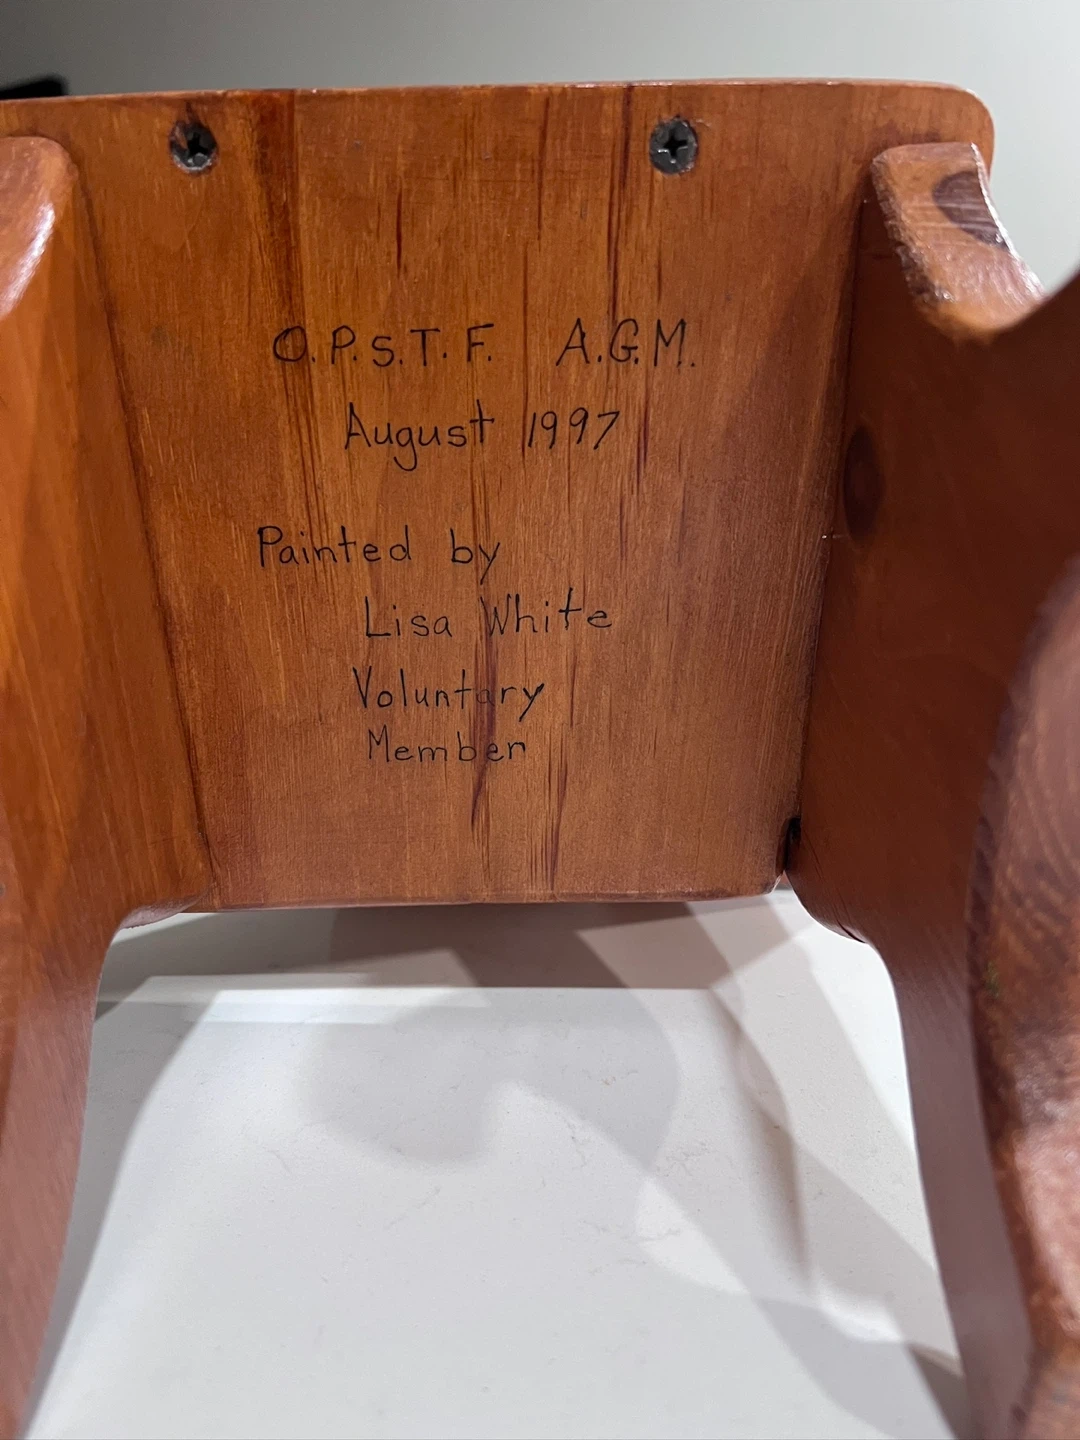 O.P.S.T.F. A.G.M.
August 1997
Painted by
Lisa White
Voluntary
Member